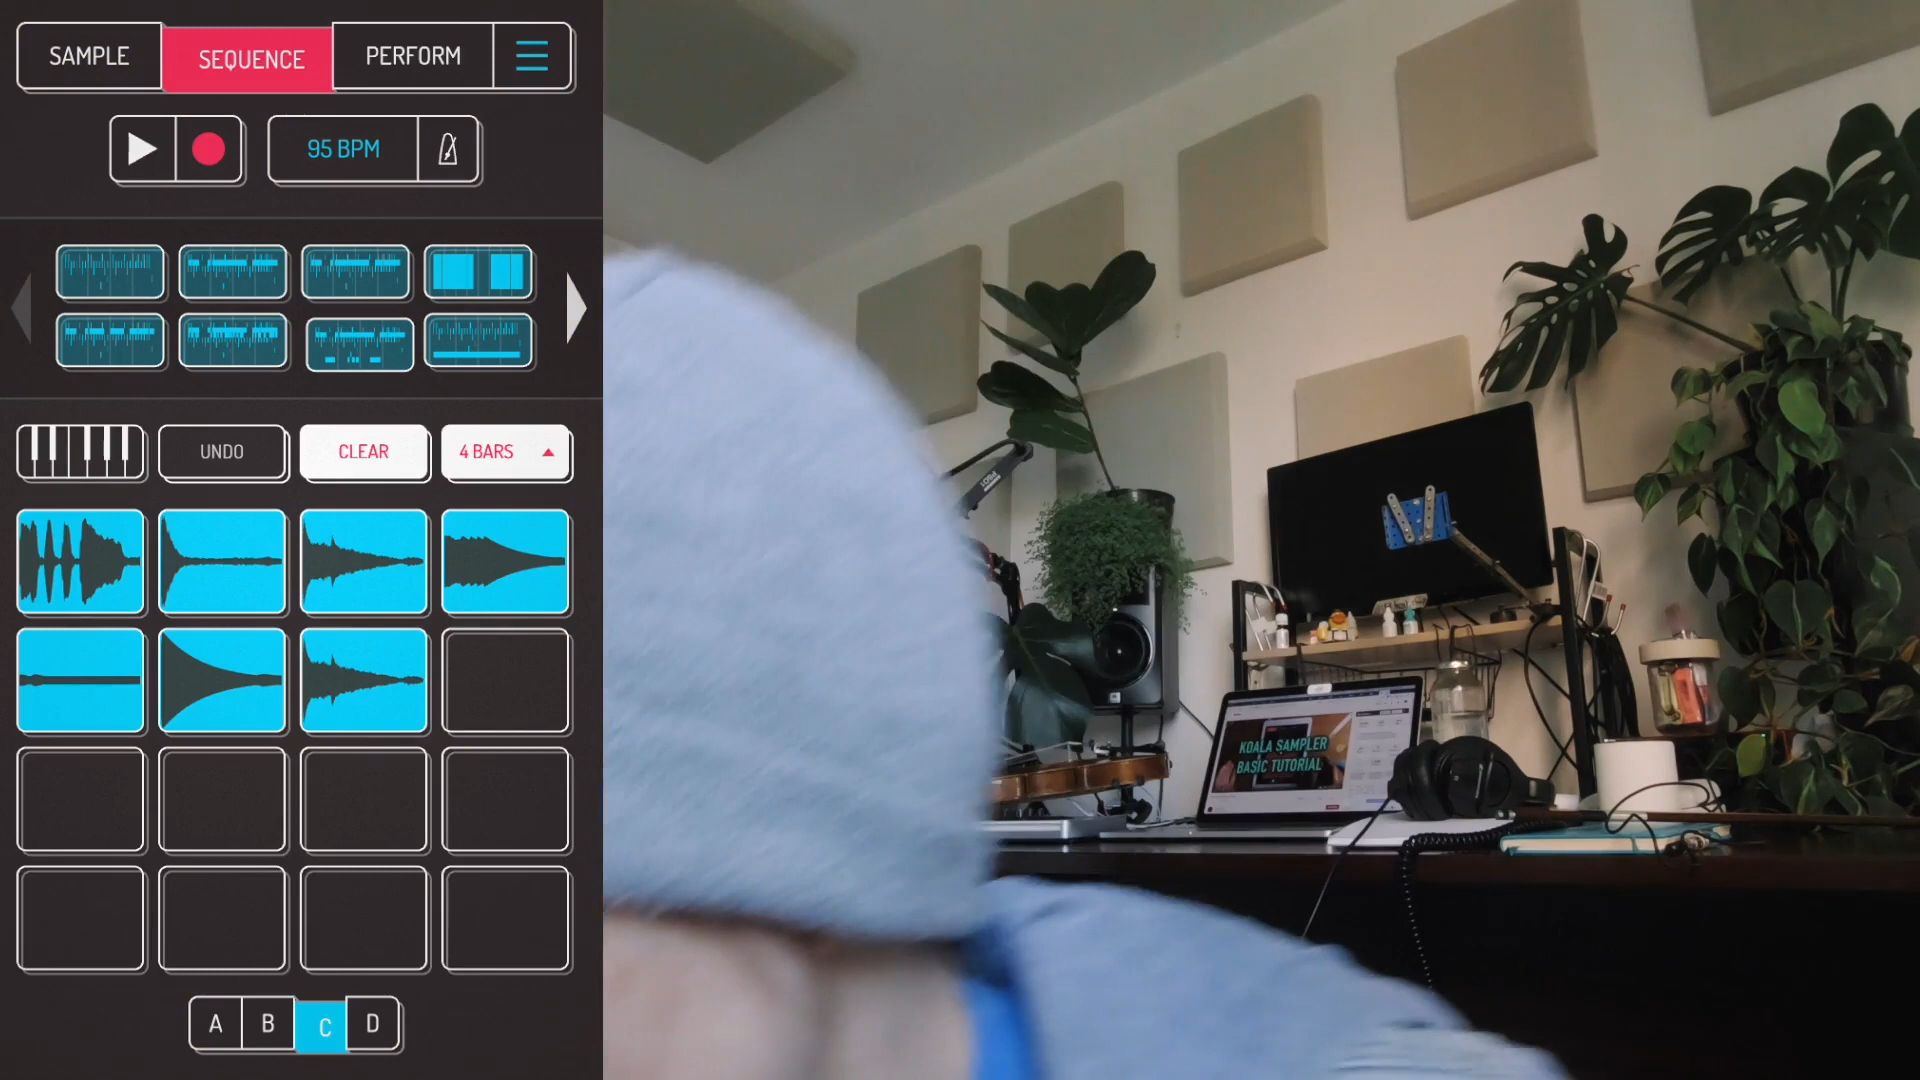 SAMPLE
SEQUENCE
PERFORM
95 BPM
UNDO
CLEAR
4 BARS
A
B
C
D
KOALA SAMPLER
BASIC TUTORIAL